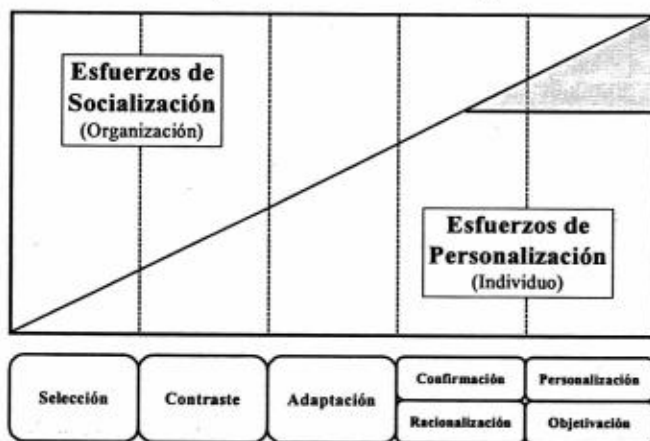 Esfuerzos de
Socialización
(Organización)
Esfuerzos de
Personalización
(Individuo)
Selección
Contraste
Adaptación
Confirmación
Personalización
Racionalización
Objetivación